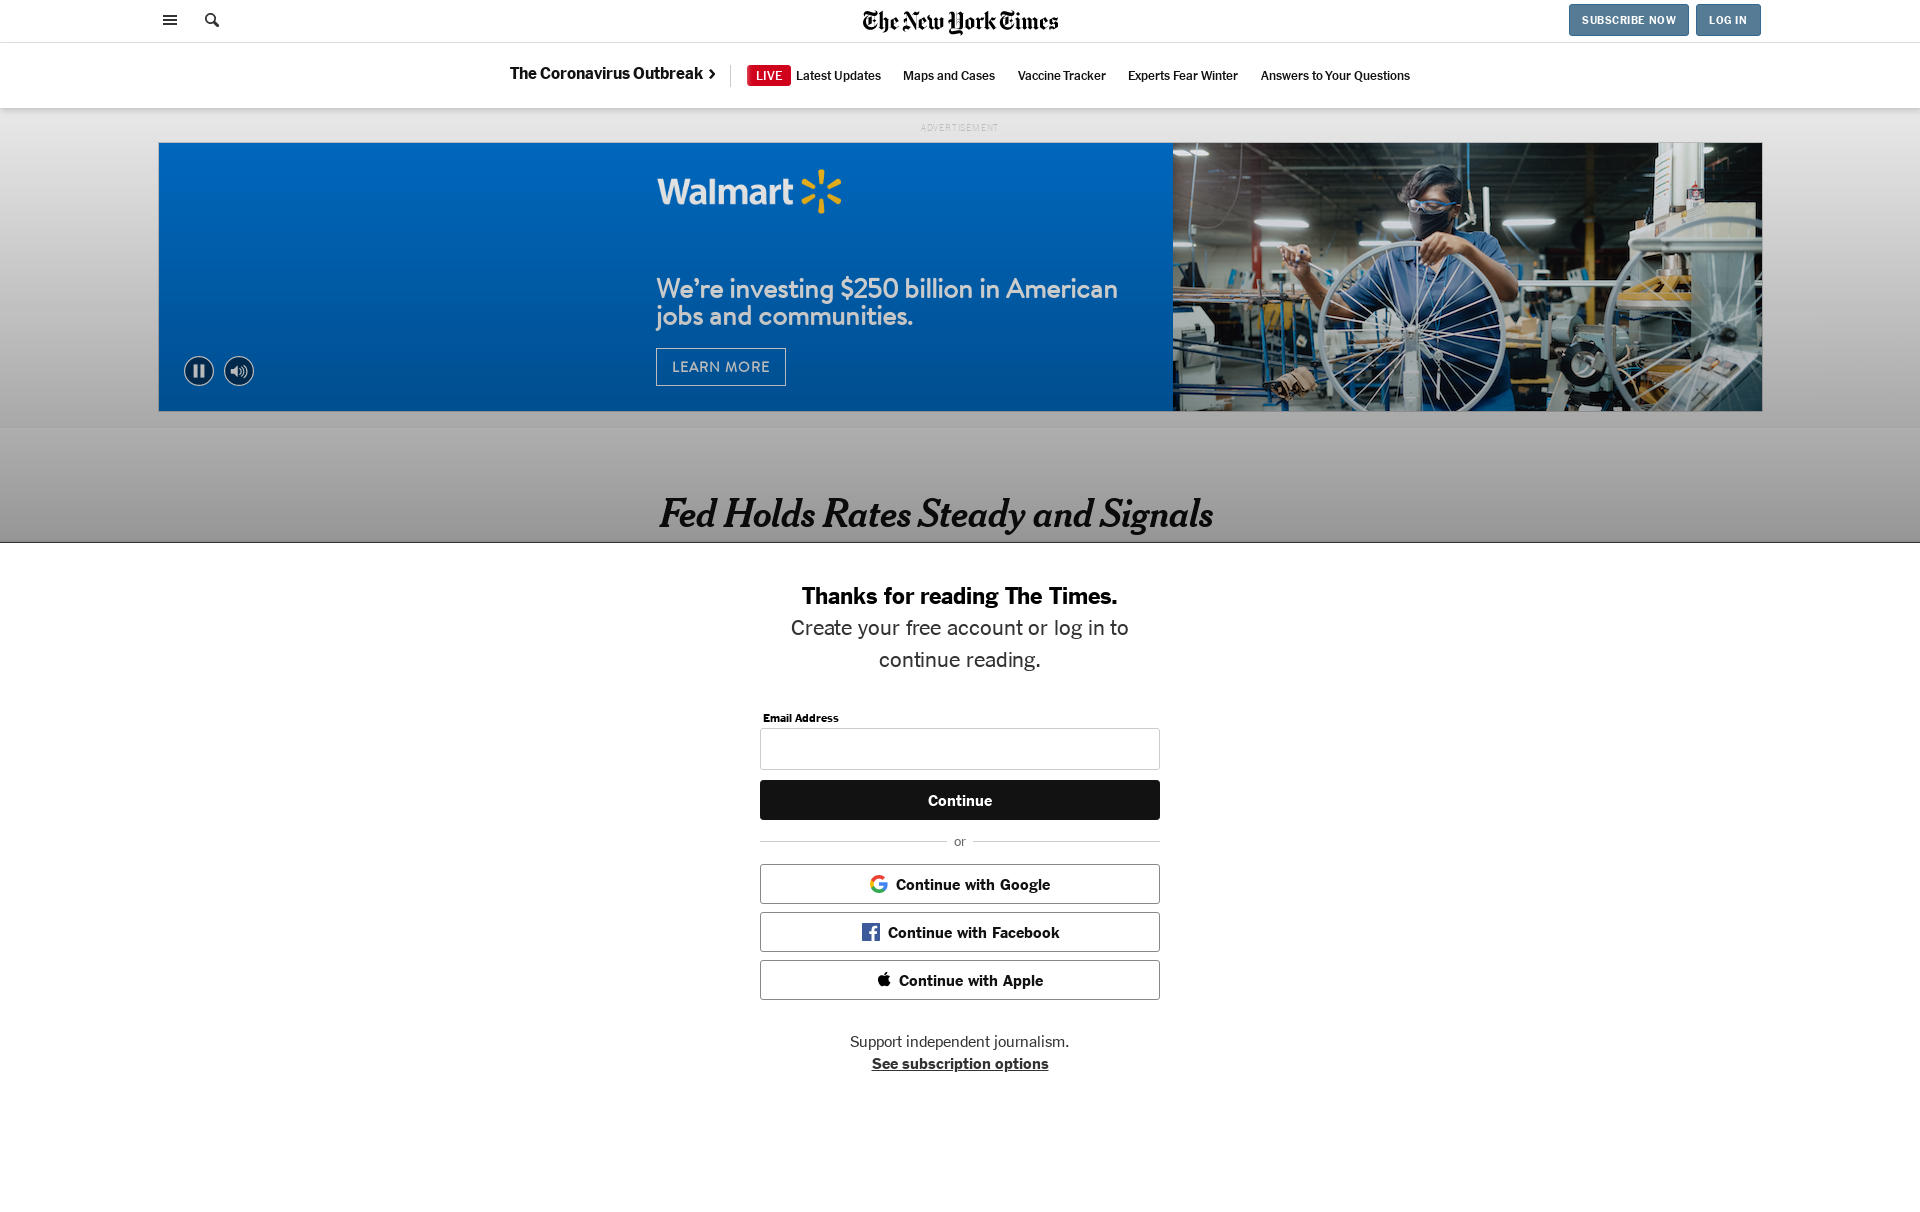 The New York Times
SUBSCRIBE NOW
LOG IN
The Coronavirus Outbreak
LIVE Latest Updates
Maps and Cases
Vaccine Tracker
Experts Fear Winter
Answers to Your Questions
ADVERTISEMENT
Walmart
We’re investing $250 billion in American
jobs and communities.
LEARN MORE
Fed Holds Rates Steady and Signals
Thanks for reading The Times.
Create your free account or log in to
continue reading.
Email Address
Continue
or
Continue with Google
Continue with Facebook
Continue with Apple
Support independent journalism.
See subscription options